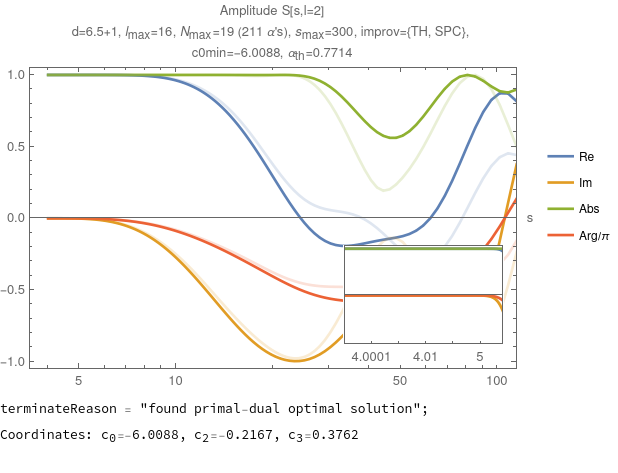 Amplitude S[s,l=2]
d=6.5+1, lmax=16, Nmax=19 (211 α's), smax=300, improv={TH, SPC},
c0min=−6.0088, αth=0.7714
1.0
0.5
0.0
−0.5
−1.0
5
10
50
100
s
4.0001
4.01
5
Re
Im
Abs
Arg/π
terminateReason = "found primal-dual optimal solution";
Coordinates: c0=-6.0088, c2=-0.2167, c3=0.3762